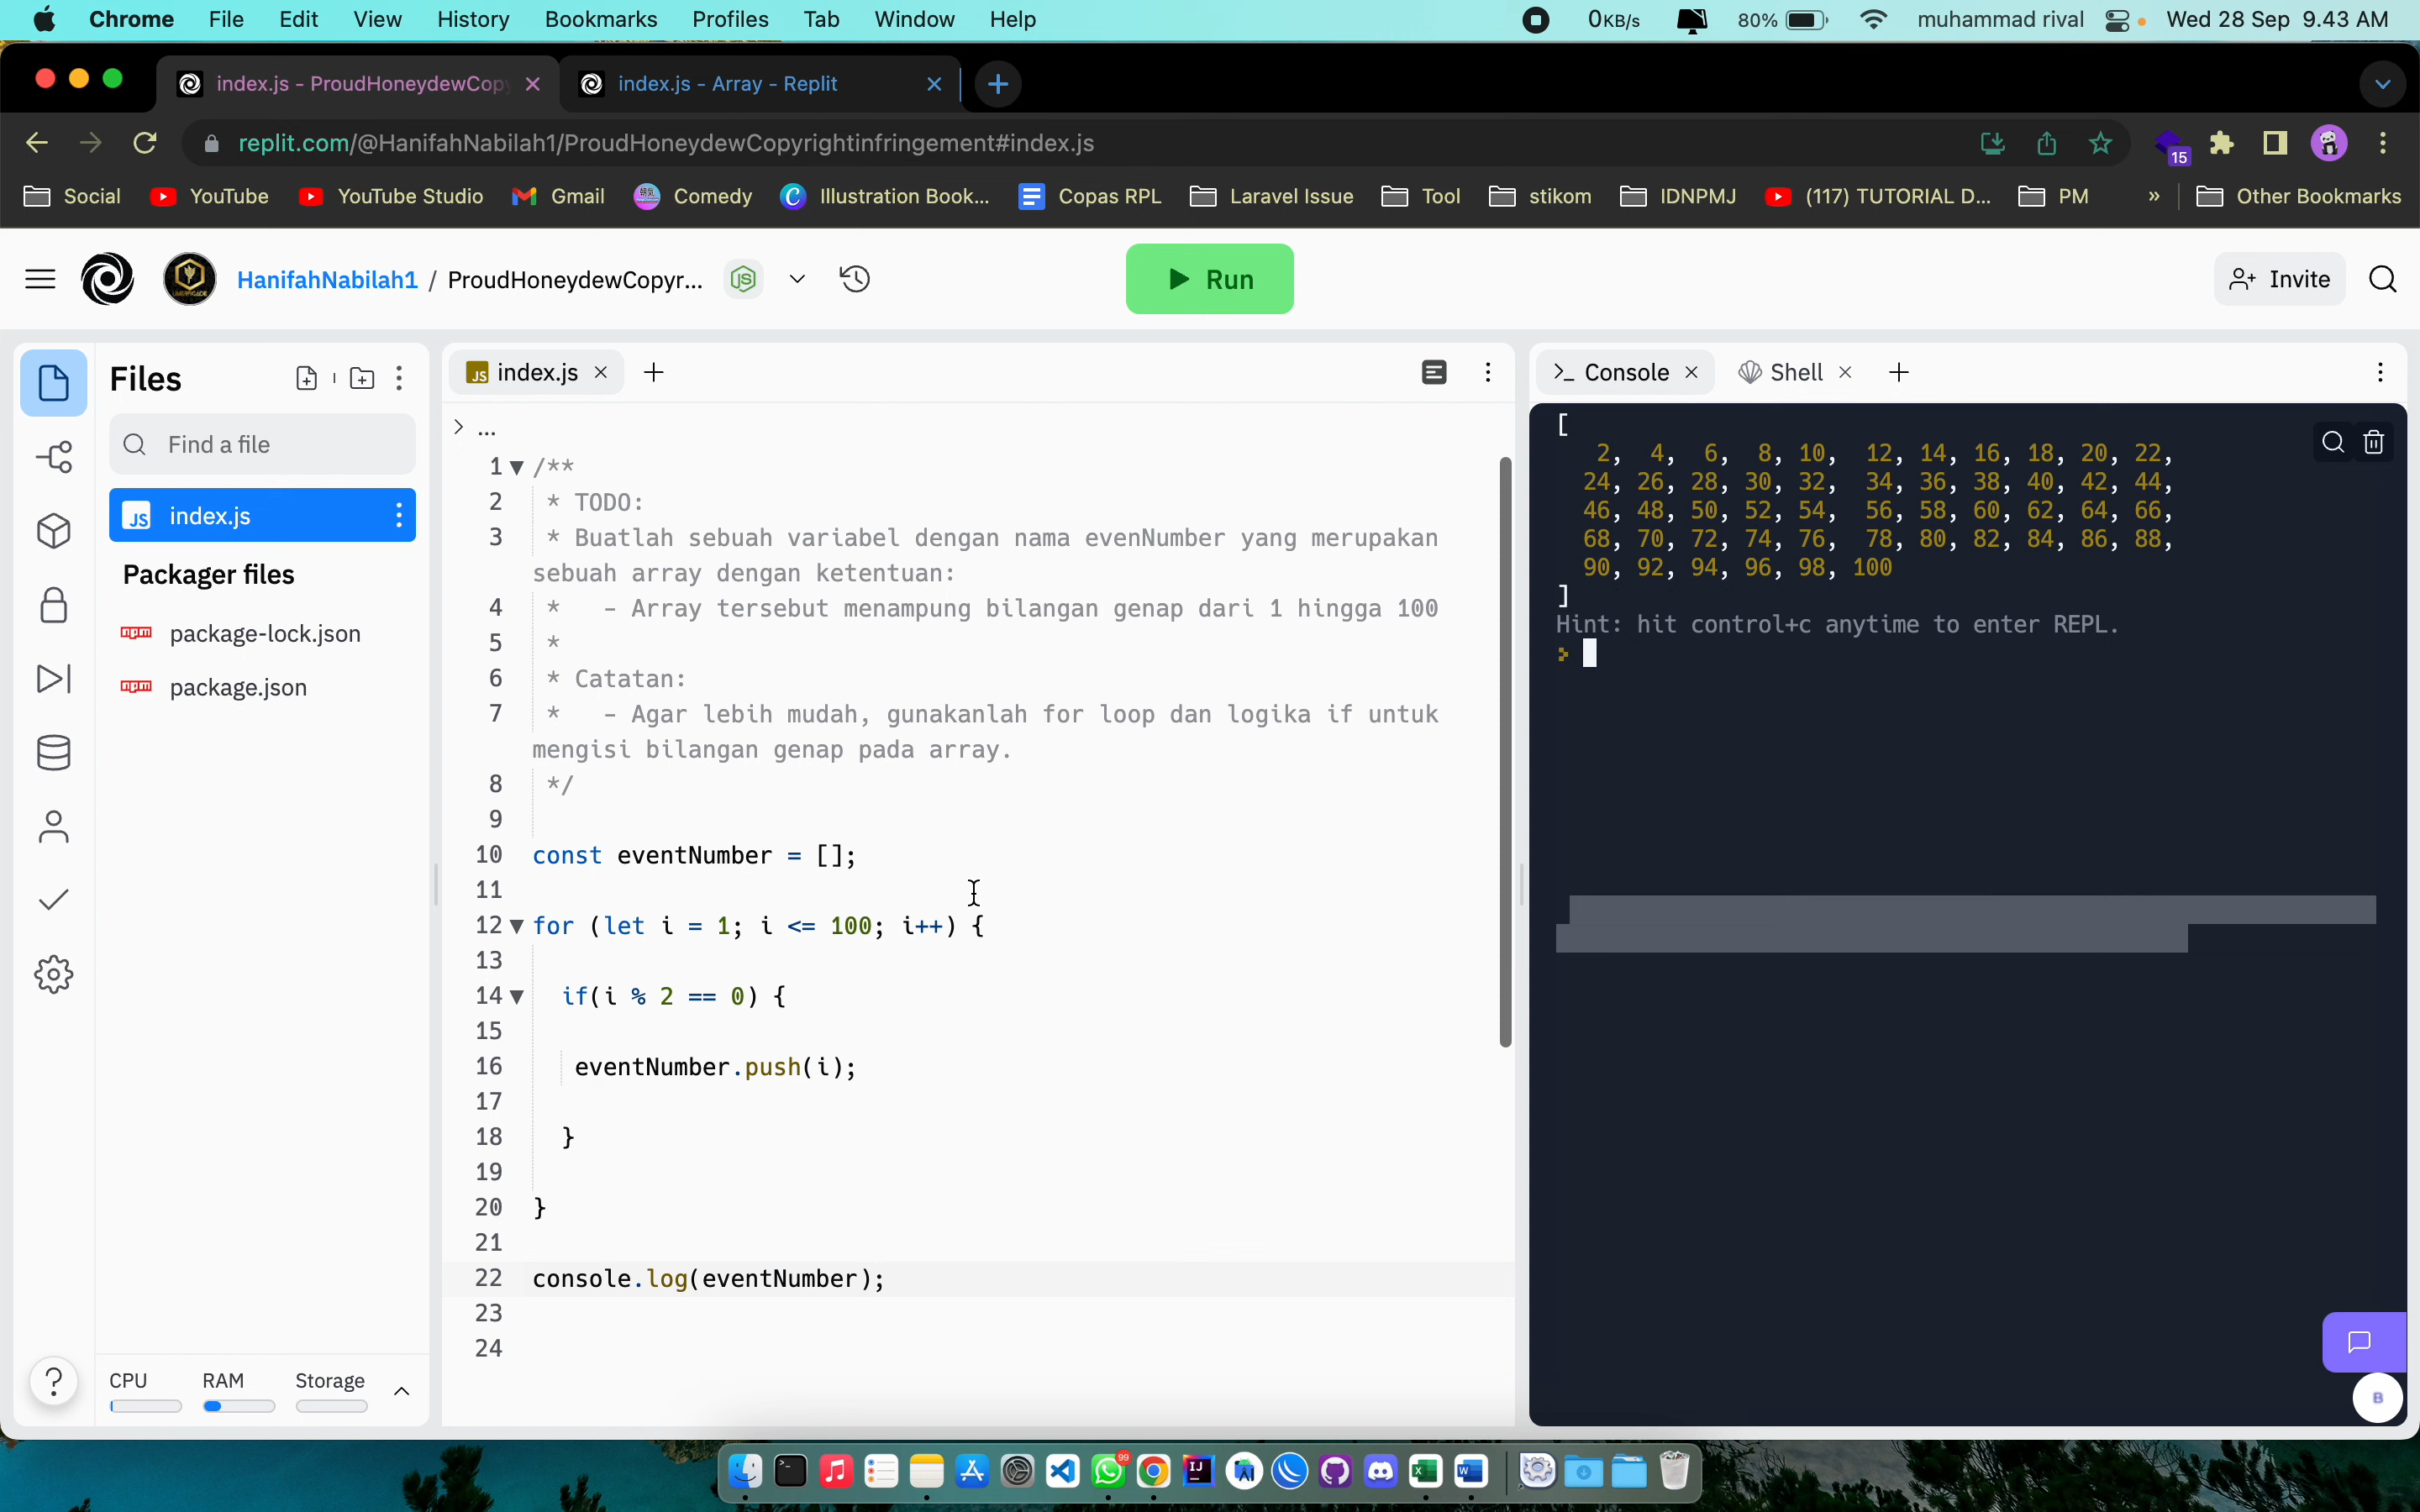 Chrome File Edit View History Bookmarks Profiles Tab Window Help 0KB/s 80% muhammad rival Wed 28 Sep 9.43 AM
index.js - ProudHoneydewCopy index.js - Array - Replit
replit.com/@HanifahNabilah1/ProudHoneydewCopyrightinfringement#index.js 15
Social YouTube YouTube Studio Gmail Comedy Illustration Book... Copas RPL Laravel Issue Tool stikom IDNPMJ (117) TUTORIAL D... PM » Other Bookmarks
HanifahNabilah1 / ProudHoneydewCopyr... Run Invite
Files
Find a file
index.js
Packager files
package-lock.json
package.json
CPU RAM Storage
?
index.js
> ...
1 /**
2 * TODO:
3 * Buatlah sebuah variabel dengan nama evenNumber yang merupakan
sebuah array dengan ketentuan:
4 * - Array tersebut menampung bilangan genap dari 1 hingga 100
5 *
6 * Catatan:
7 * - Agar lebih mudah, gunakanlah for loop dan logika if untuk
mengisi bilangan genap pada array.
8 */
9
10 const eventNumber = [];
11
12 for (let i = 1; i <= 100; i++) {
13
14 if(i % 2 == 0) {
15
16 eventNumber.push(i);
17
18 }
19
20 }
21
22 console.log(eventNumber);
23
24
>_ Console Shell
[
2, 4, 6, 8, 10, 12, 14, 16, 18, 20, 22,
24, 26, 28, 30, 32, 34, 36, 38, 40, 42, 44,
46, 48, 50, 52, 54, 56, 58, 60, 62, 64, 66,
68, 70, 72, 74, 76, 78, 80, 82, 84, 86, 88,
90, 92, 94, 96, 98, 100
]
Hint: hit control+c anytime to enter REPL.
>
B
99